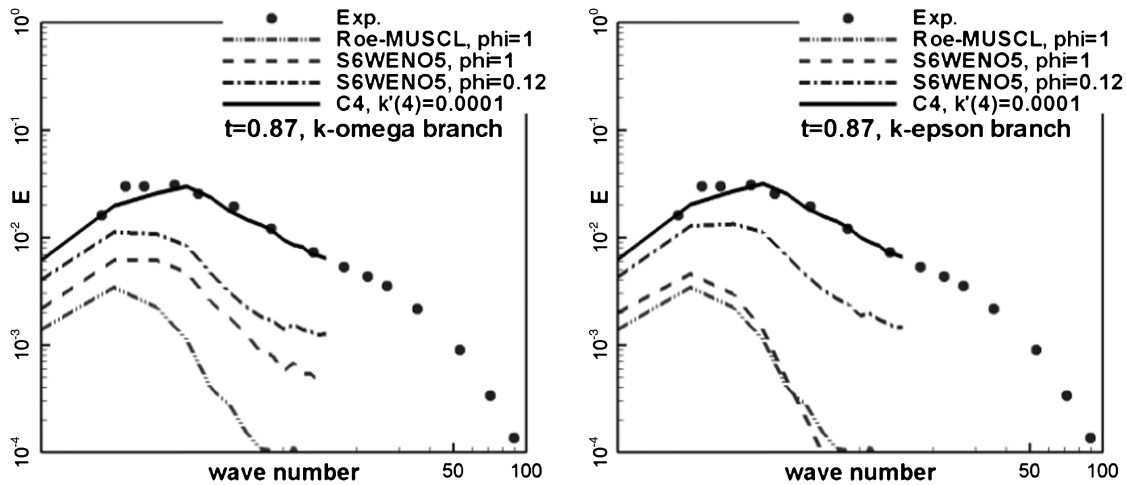 10⁰
Exp.
Roe-MUSCL, phi=1
S6WENO5, phi=1
S6WENO5, phi=0.12
C4, k'(4)=0.0001
t=0.87, k-omega branch
10⁻¹
E
10⁻²
10⁻³
10⁻⁴
wave number
50
100
10⁰
Exp.
Roe-MUSCL, phi=1
S6WENO5, phi=1
S6WENO5, phi=0.12
C4, k'(4)=0.0001
t=0.87, k-epson branch
10⁻¹
E
10⁻²
10⁻³
10⁻⁴
wave number
50
100